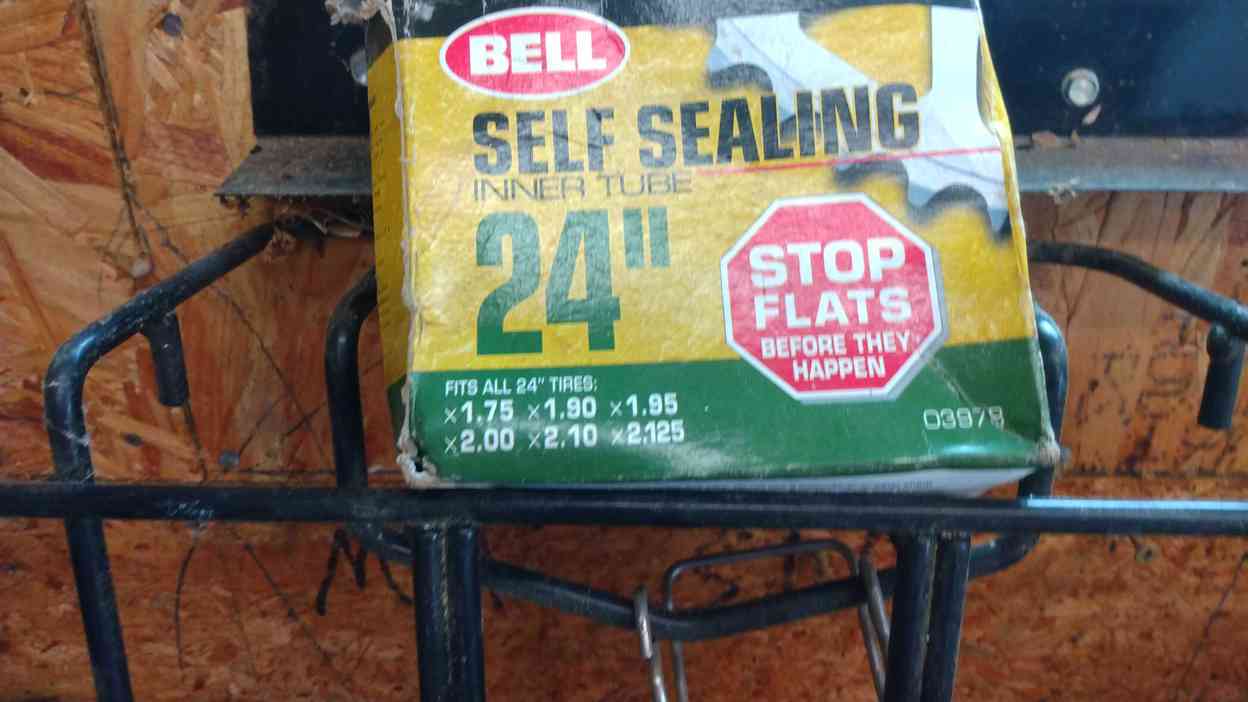 BELL
SELF SEALING
INNER TUBE
24"
STOP
FLATS
BEFORE THEY
HAPPEN
FITS ALL 24" TIRES:
x1.75 x1.90 x1.95
x2.00 x2.10 x2.125